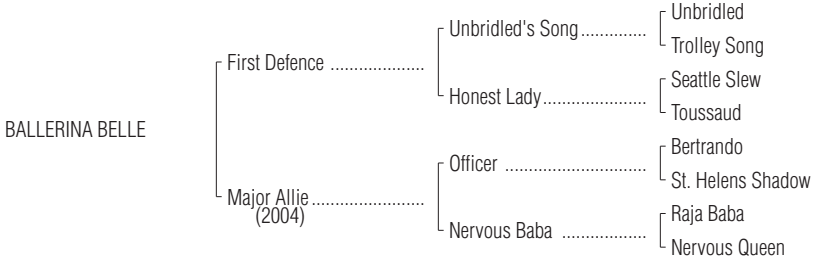 Unbridled
Unbridled's Song..............
Trolley Song
First Defence ....................
Seattle Slew
Honest Lady......................
Toussaud
BALLERINA BELLE
Bertrando
Officer ..............................
St. Helens Shadow
Major Allie........................
(2004)
Raja Baba
Nervous Baba ..................
Nervous Queen